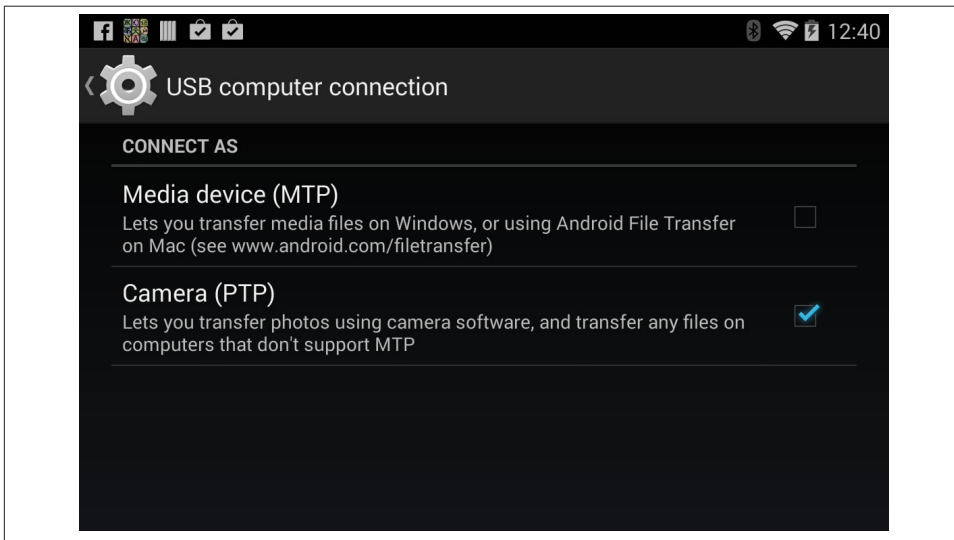 12:40
USB computer connection
CONNECT AS
Media device (MTP)
Lets you transfer media files on Windows, or using Android File Transfer
on Mac (see www.android.com/filetransfer)
Camera (PTP)
Lets you transfer photos using camera software, and transfer any files on
computers that don't support MTP